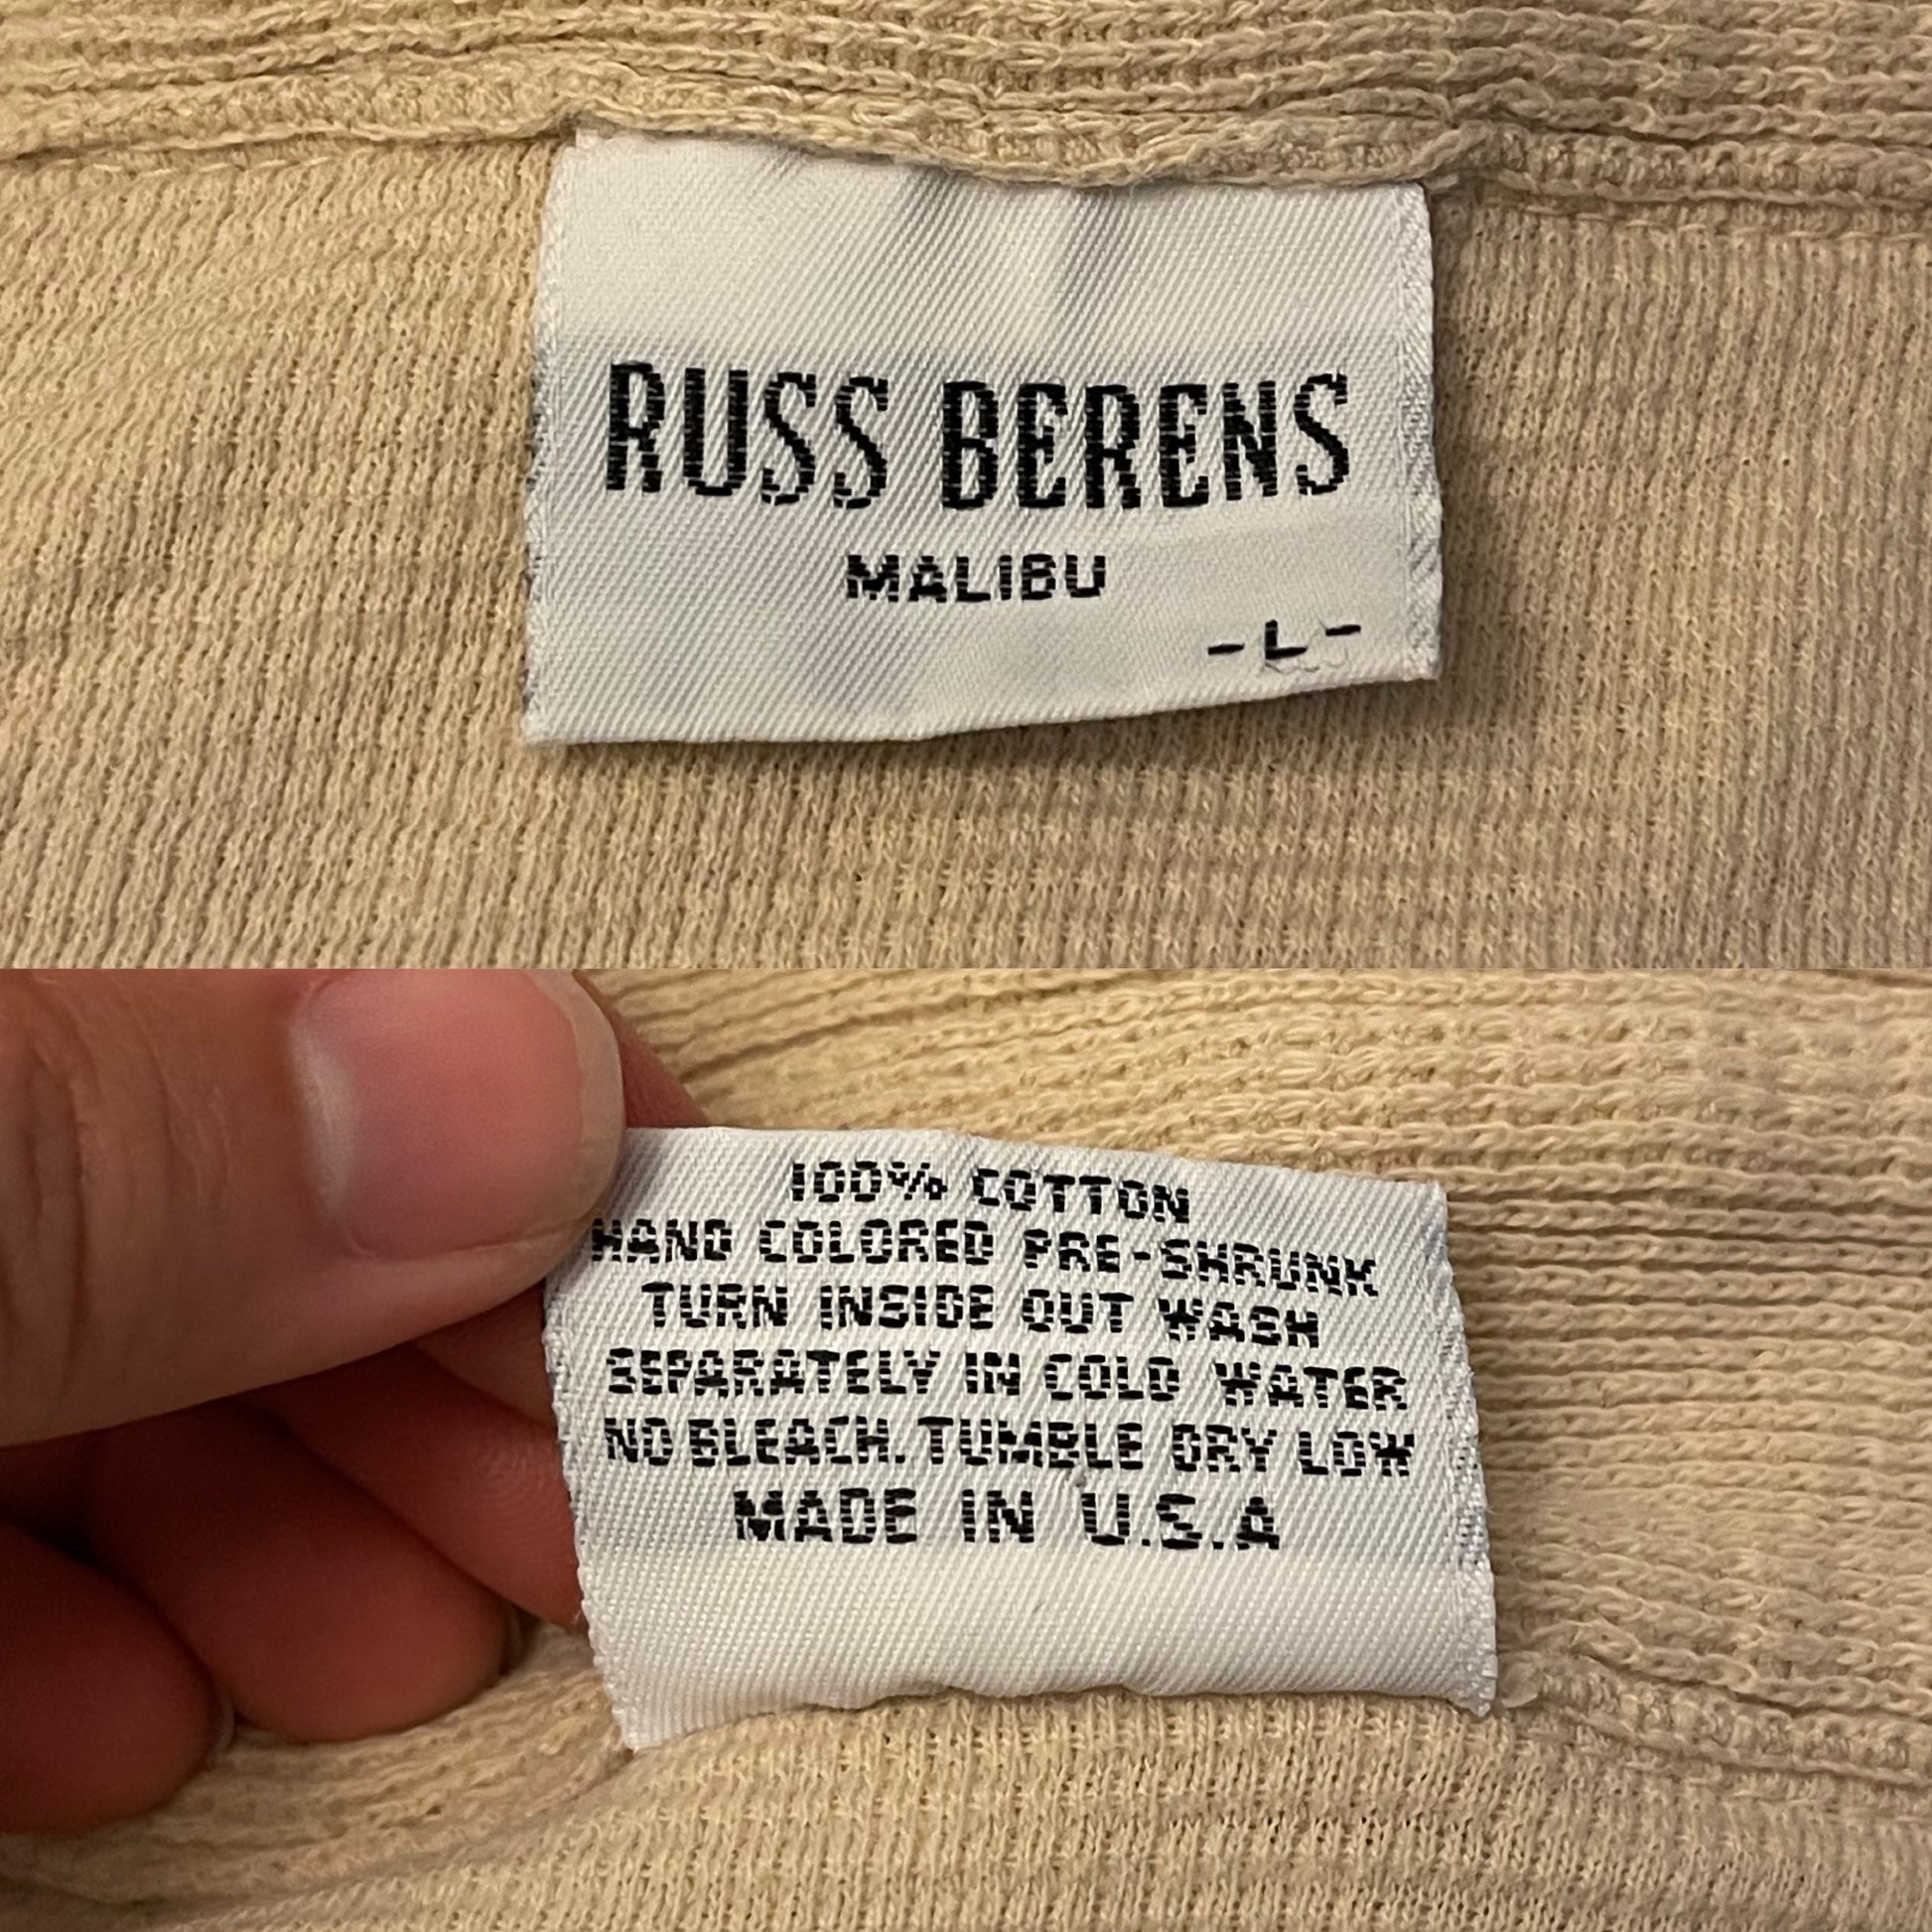 RUSS BERENS
MALIBU
- L -
100% COTTON
HAND COLORED PRE-SHRUNK
TURN INSIDE OUT WASH
SEPARATELY IN COLD WATER
NO BLEACH. TUMBLE DRY LOW
MADE IN U.S.A